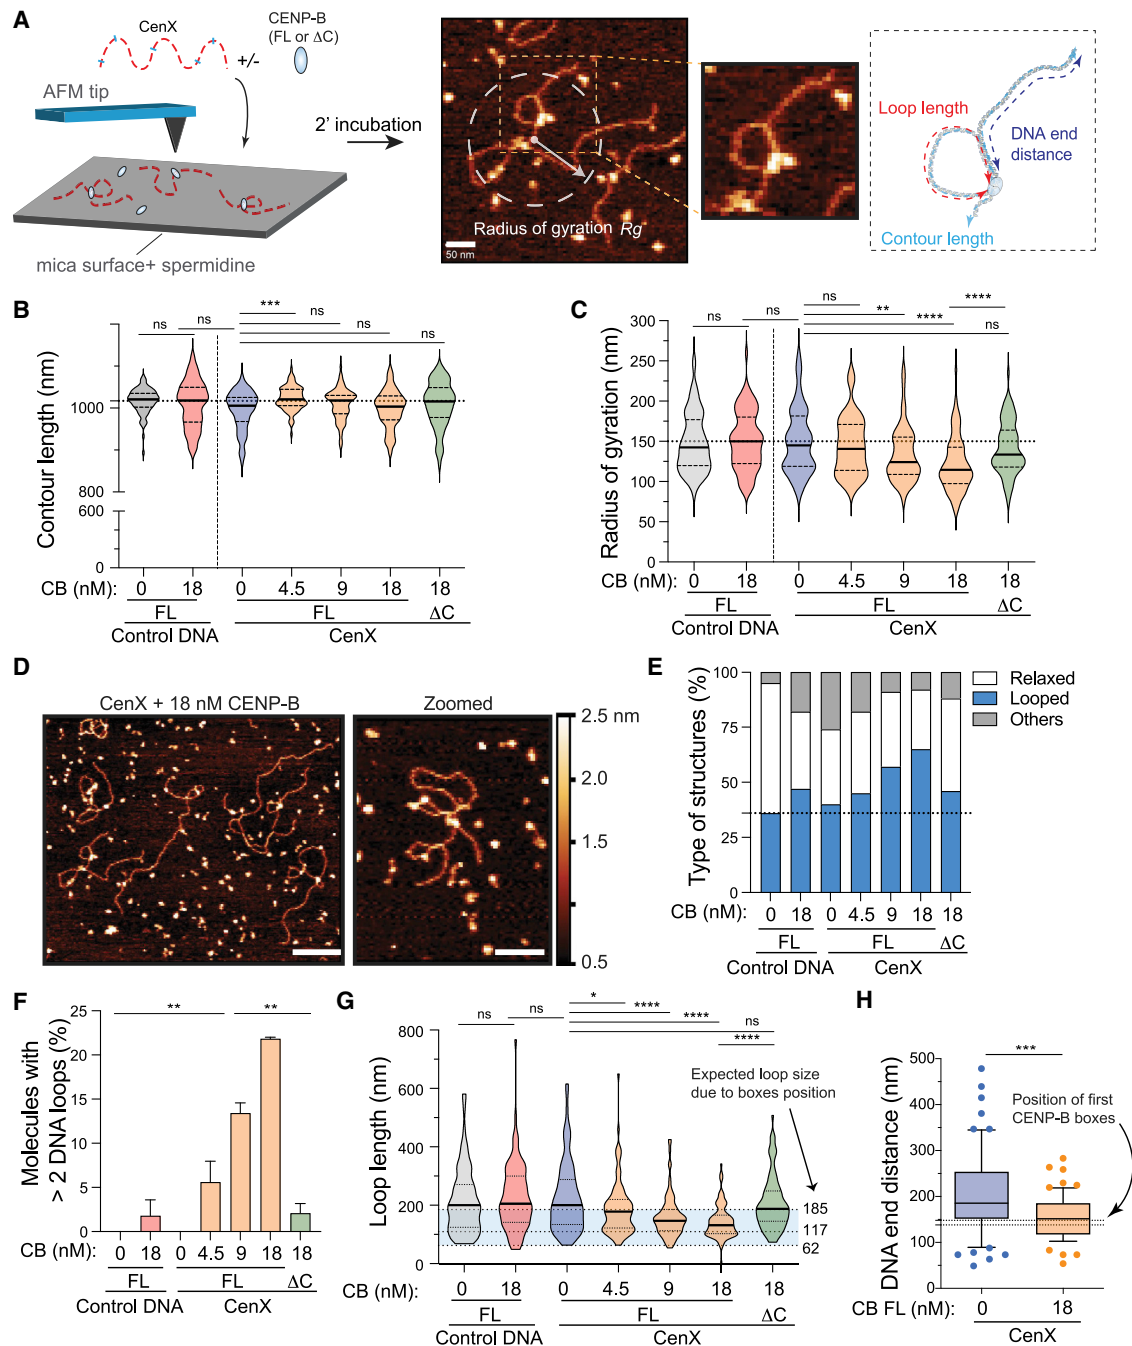 A
CenX
CENP-B
(FL or ΔC)
+/-
AFM tip
2' incubation
mica surface+ spermidine
Radius of gyration Rg
50 nm
Loop length
DNA end
distance
Contour length
B
Contour length (nm)
1000
800
600
0
ns
ns
***
ns
ns
ns
CB (nM): 0 18 0 4.5 9 18 18
FL FL ΔC
Control DNA CenX
C
Radius of gyration (nm)
300
250
200
150
100
50
0
ns
ns
ns
**
****
****
ns
CB (nM): 0 18 0 4.5 9 18 18
FL FL ΔC
Control DNA CenX
D
CenX + 18 nM CENP-B
Zoomed
2.5 nm
2.0
1.5
1.0
0.5
E
Type of structures (%)
100
75
50
25
0
Relaxed
Looped
Others
CB (nM): 0 18 0 4.5 9 18 18
FL FL ΔC
Control DNA CenX
F
Molecules with
> 2 DNA loops (%)
25
20
15
10
5
0
**
**
CB (nM): 0 18 0 4.5 9 18 18
FL FL ΔC
Control DNA CenX
G
Loop length (nm)
800
600
400
200
0
ns
ns
*
****
****
ns
****
Expected loop size
due to boxes position
185
117
62
CB (nM): 0 18 0 4.5 9 18 18
FL FL ΔC
Control DNA CenX
H
DNA end distance (nm)
500
400
300
200
100
0
***
Position of first
CENP-B boxes
CB FL (nM): 0 18
CenX